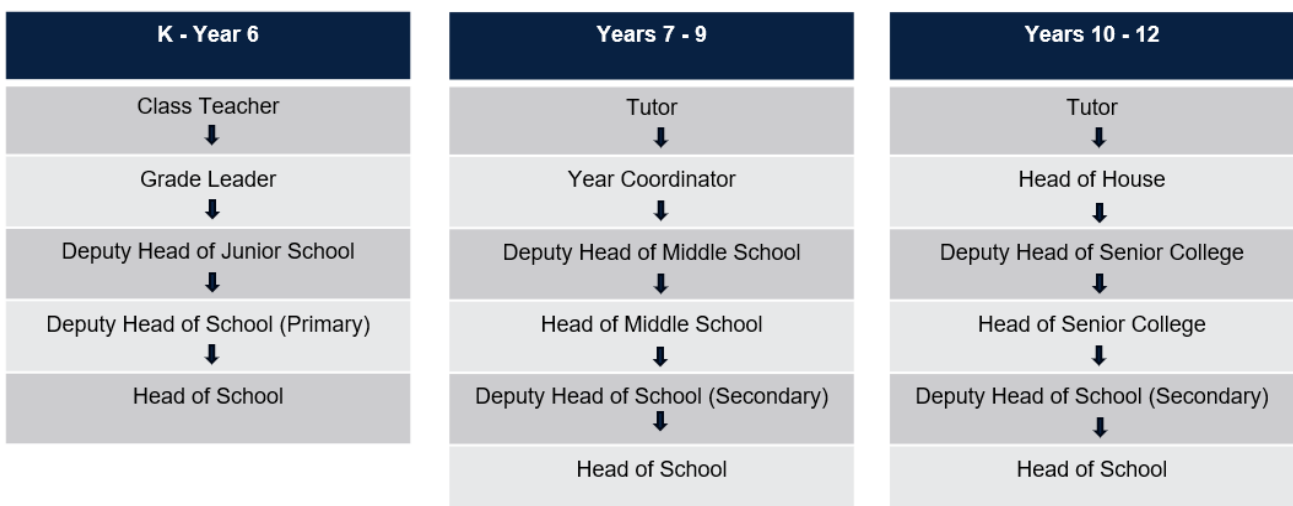 K - Year 6
Class Teacher
Grade Leader
Deputy Head of Junior School
Deputy Head of School (Primary)
Head of School
Years 7 - 9
Tutor
Year Coordinator
Deputy Head of Middle School
Head of Middle School
Deputy Head of School (Secondary)
Head of School
Years 10 - 12
Tutor
Head of House
Deputy Head of Senior College
Head of Senior College
Deputy Head of School (Secondary)
Head of School